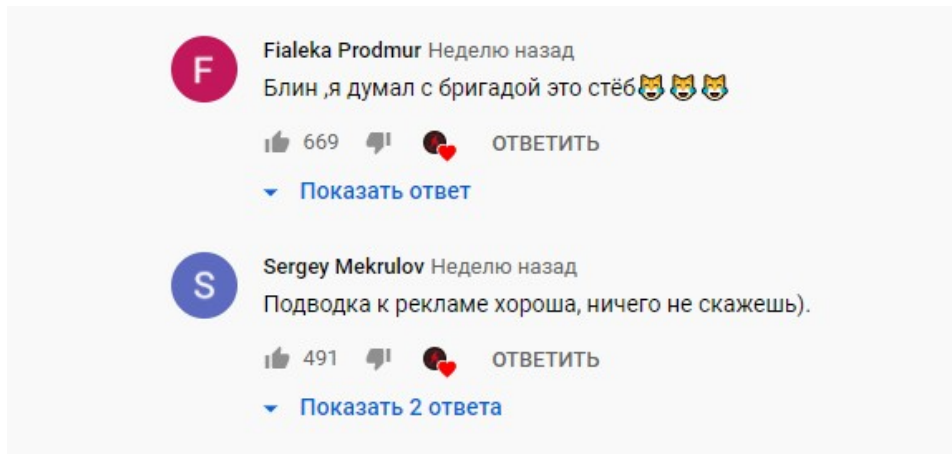 F
Fialeka Prodmur Неделю назад
Блин ,я думал с бригадой это стёб😹😹😹
669 ОТВЕТИТЬ
Показать ответ
S
Sergey Mekrulov Неделю назад
Подводка к рекламе хороша, ничего не скажешь).
491 ОТВЕТИТЬ
Показать 2 ответа